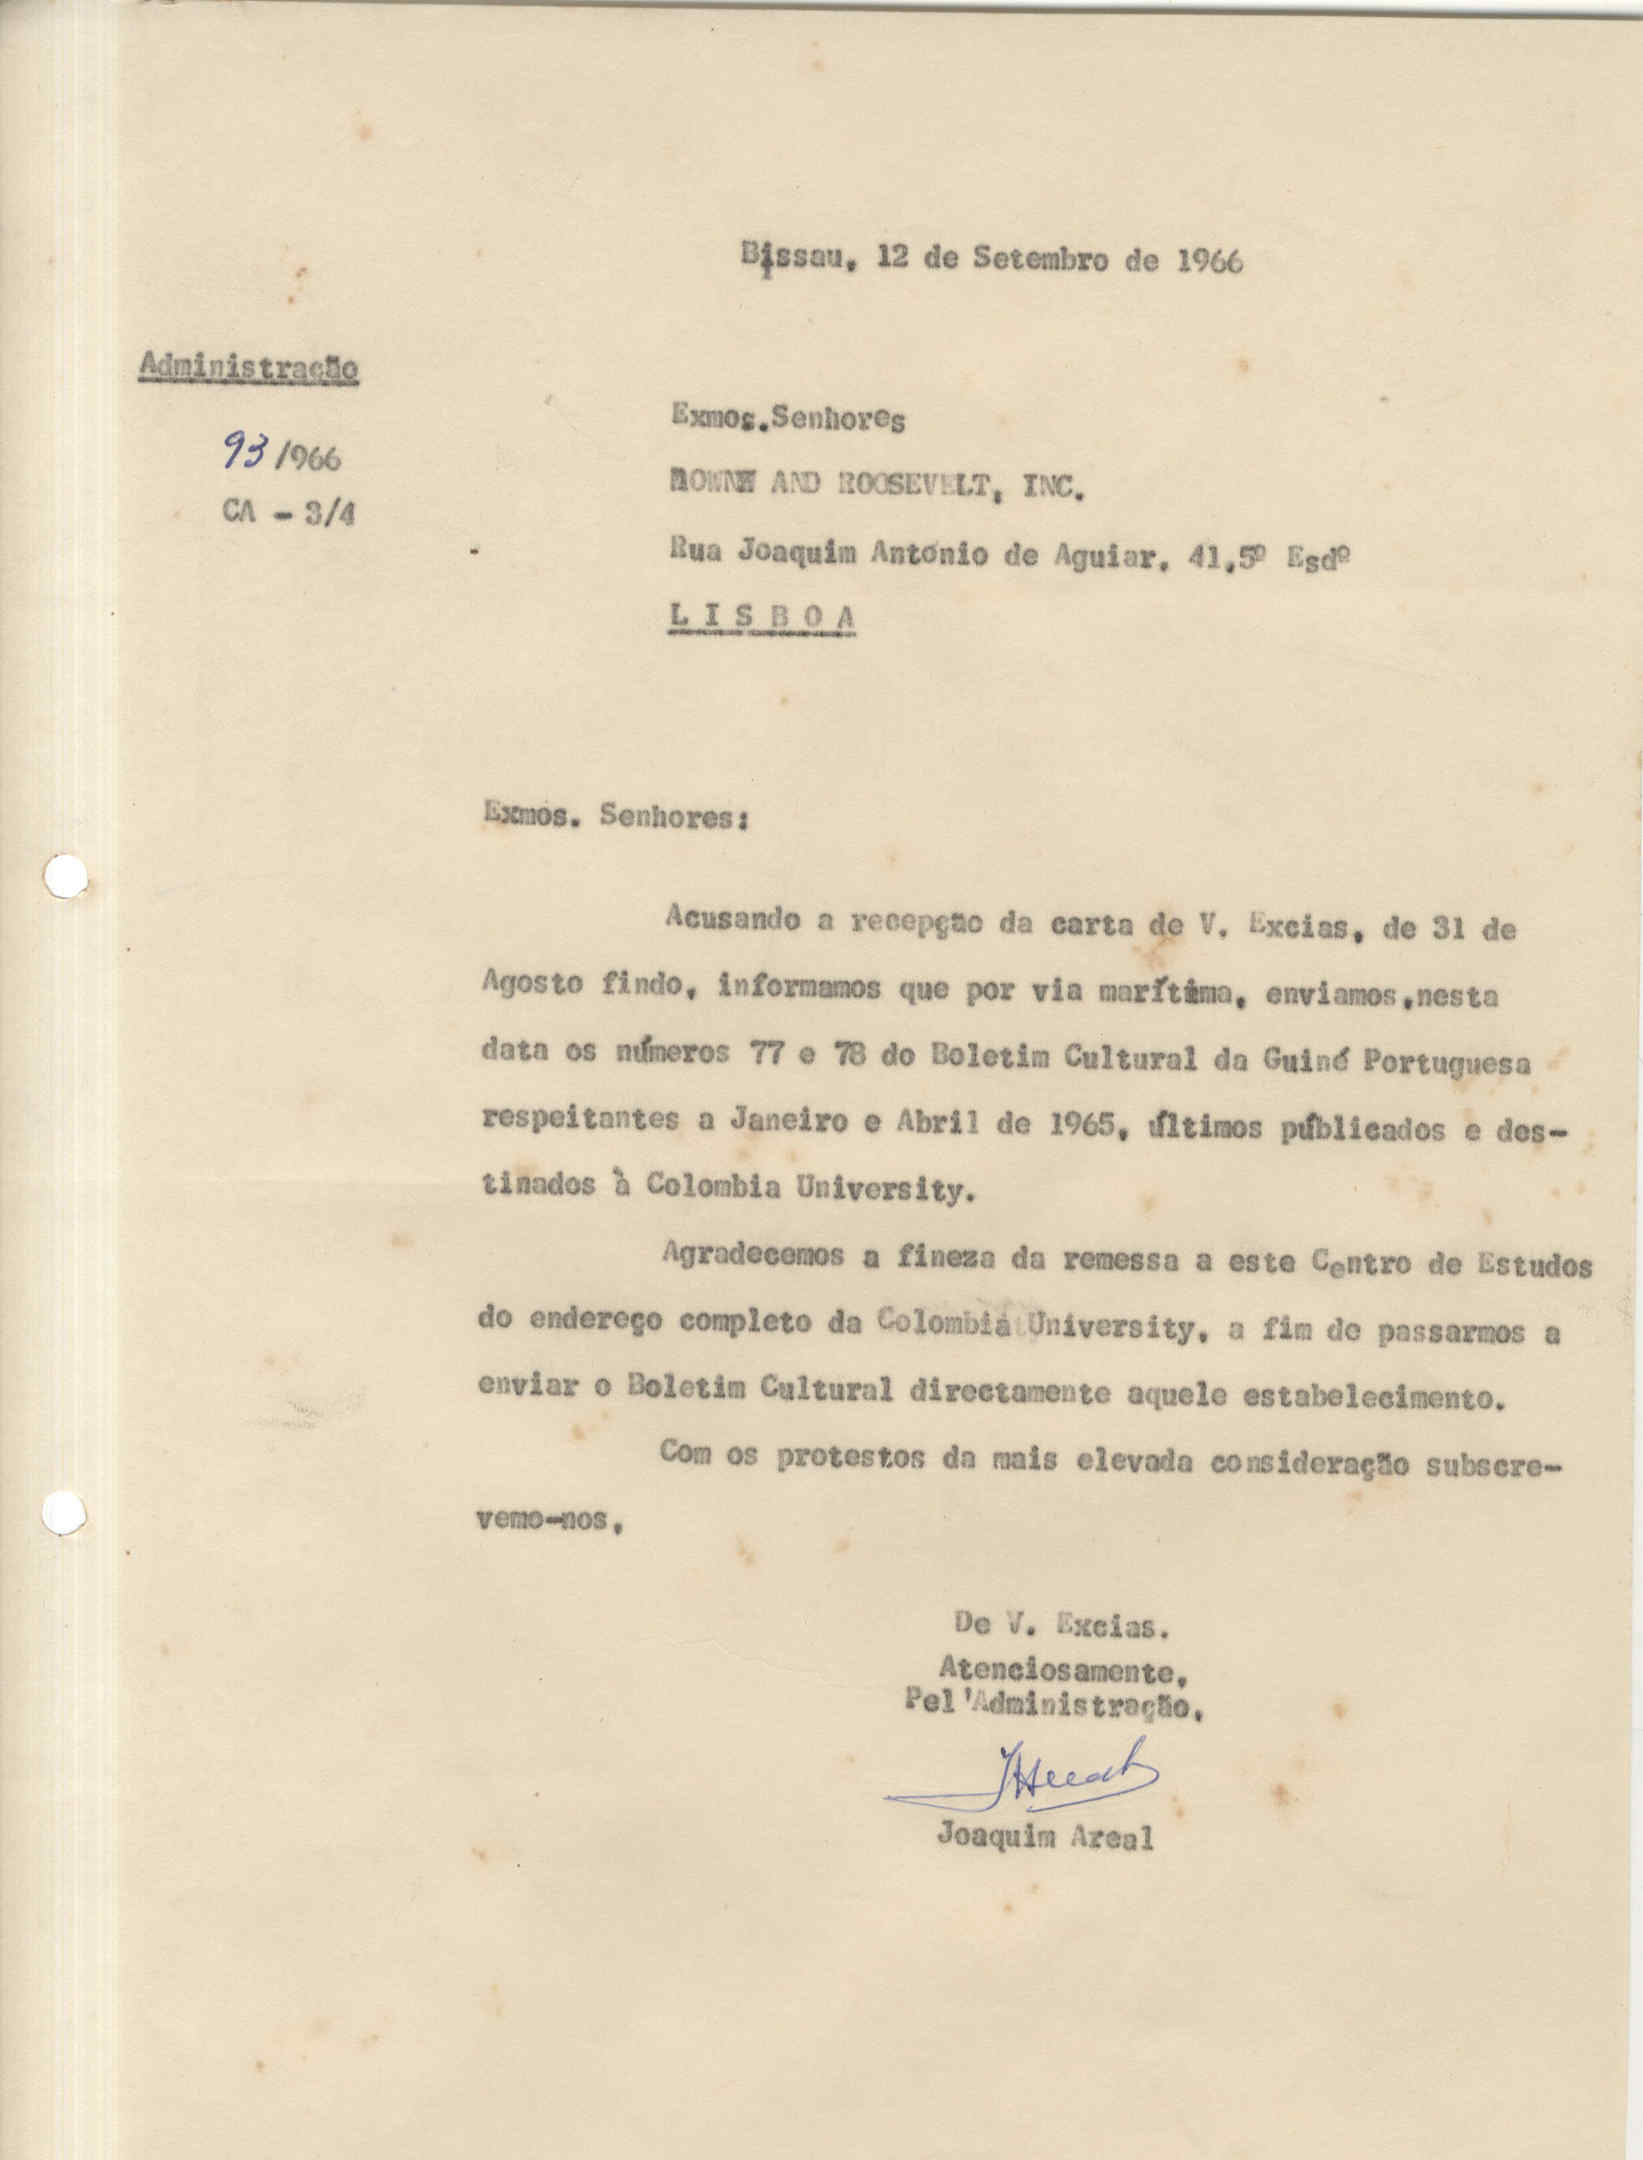 Bissau, 12 de Setembro de 1966
Administração
93/966
CA - 3/4
Exmos.Senhores
AND ROOSEVELT, INC.
Rua Joaquim António de Aguiar, 41,5º Esdº
L I S B O A
Exmos. Senhores:
Acusando a recepção da carta de V. Excias, de 31 de
Agosto findo, informamos que por via marítima, enviamos,nesta
data os números 77 e 78 do Boletim Cultural da Guiné Portuguesa
respeitantes a Janeiro e Abril de 1965, últimos públicados e des-
tinados à Colombia University.
Agradecemos a fineza da remessa a este Centro de Estudos
do endereço completo da Colombia University, a fim de passarmos a
enviar o Boletim Cultural directamente aquele estabelecimento.
Com os protestos da mais elevada consideração subscre-
vemo-nos,
De V. Excias.
Atenciosamente,
Pel'Administração,
Joaquim Areal